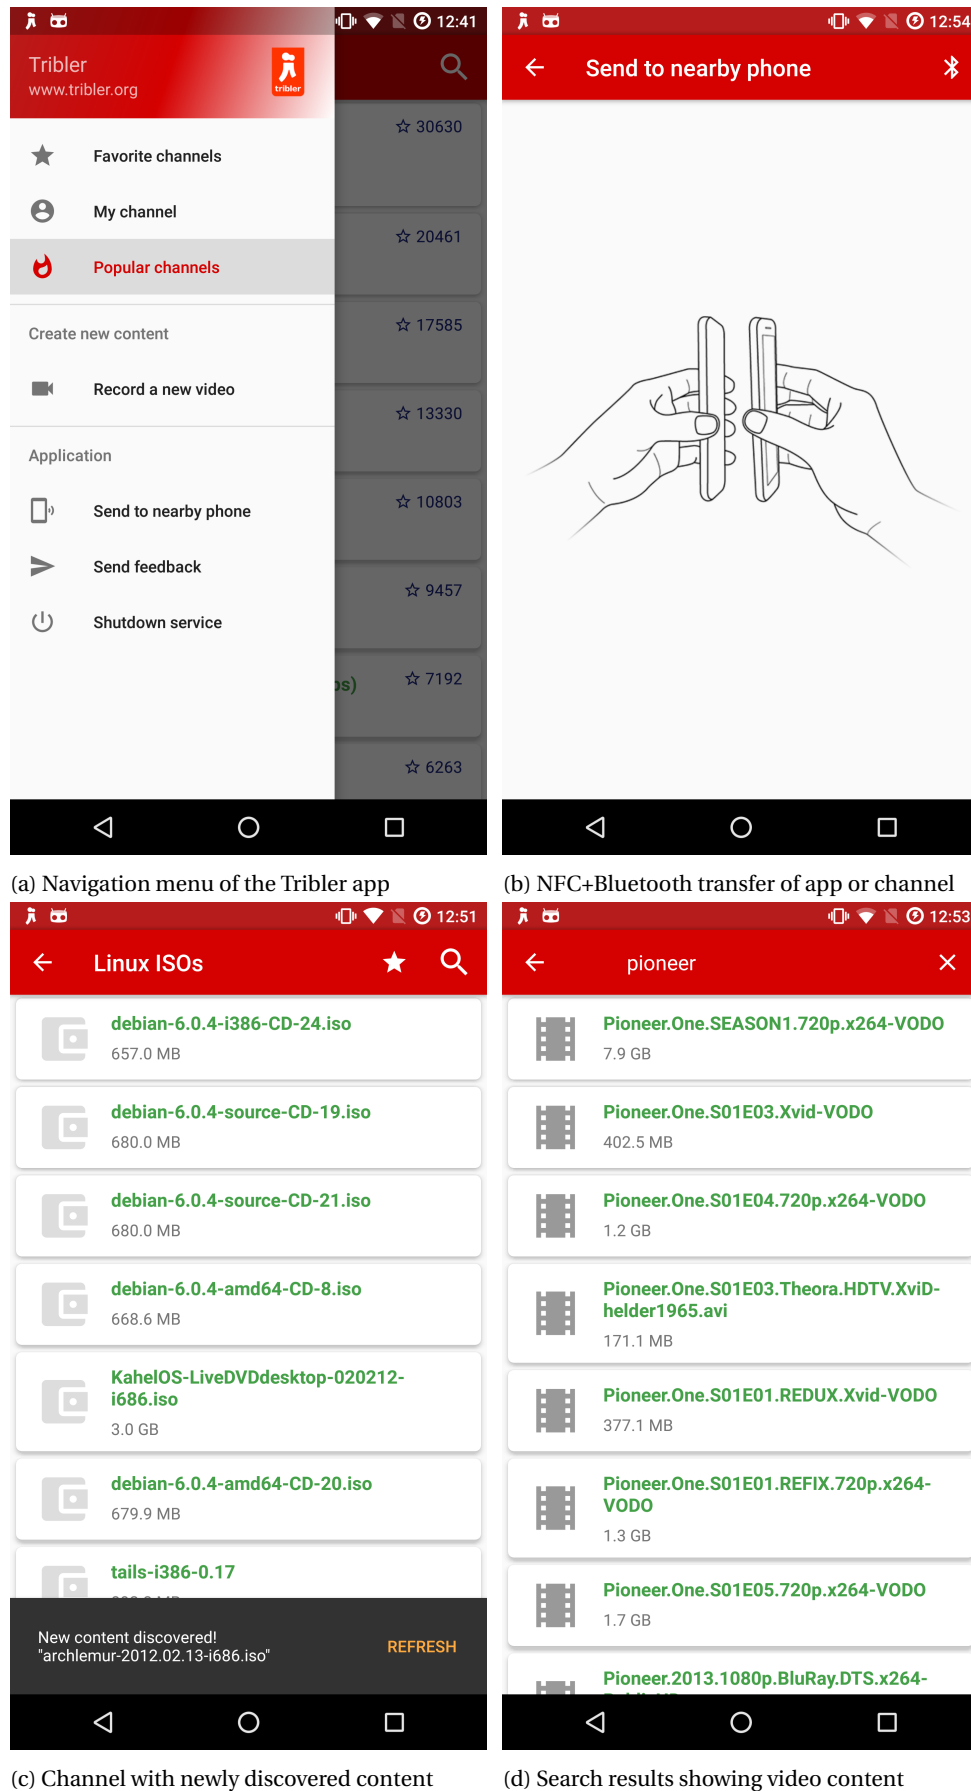 12:41
Tribler
www.tribler.org
tribler
Favorite channels
My channel
Popular channels
Create new content
Record a new video
Application
Send to nearby phone
Send feedback
Shutdown service
☆ 30630
☆ 20461
☆ 17585
☆ 13330
☆ 10803
☆ 9457
os) ☆ 7192
☆ 6263
(a) Navigation menu of the Tribler app
12:54
Send to nearby phone
(b) NFC+Bluetooth transfer of app or channel
12:51
Linux ISOs
debian-6.0.4-i386-CD-24.iso
657.0 MB
debian-6.0.4-source-CD-19.iso
680.0 MB
debian-6.0.4-source-CD-21.iso
680.0 MB
debian-6.0.4-amd64-CD-8.iso
668.6 MB
KahelOS-LiveDVDdesktop-020212-
i686.iso
3.0 GB
debian-6.0.4-amd64-CD-20.iso
679.9 MB
tails-i386-0.17
New content discovered!
"archlemur-2012.02.13-i686.iso"
REFRESH
(c) Channel with newly discovered content
12:53
pioneer
Pioneer.One.SEASON1.720p.x264-VODO
7.9 GB
Pioneer.One.S01E03.Xvid-VODO
402.5 MB
Pioneer.One.S01E04.720p.x264-VODO
1.2 GB
Pioneer.One.S01E03.Theora.HDTV.XviD-
helder1965.avi
171.1 MB
Pioneer.One.S01E01.REDUX.Xvid-VODO
377.1 MB
Pioneer.One.S01E01.REFIX.720p.x264-
VODO
1.3 GB
Pioneer.One.S01E05.720p.x264-VODO
1.7 GB
Pioneer.2013.1080p.BluRay.DTS.x264-
(d) Search results showing video content